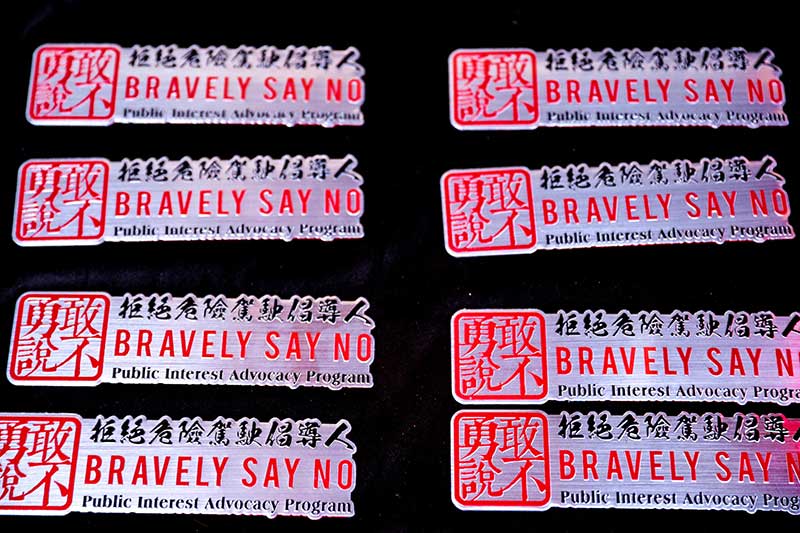 勇敢
說不
拒絕危險駕駛倡導人
BRAVELY SAY NO
Public Interest Advocacy Program
勇敢
說不
拒絕危險駕駛倡導人
BRAVELY SAY NO
Public Interest Advocacy Program
勇敢
說不
拒絕危險駕駛倡導人
BRAVELY SAY NO
Public Interest Advocacy Program
勇敢
說不
拒絕危險駕駛倡導人
BRAVELY SAY NO
Public Interest Advocacy Program
勇敢
說不
拒絕危險駕駛倡導人
BRAVELY SAY NO
Public Interest Advocacy Program
勇敢
說不
拒絕危險駕駛倡導人
BRAVELY SAY N
Public Interest Advocacy Progra
勇敢
說不
拒絕危險駕駛倡導人
BRAVELY SAY NO
Public Interest Advocacy Program
勇敢
說不
拒絕危險駕駛倡導人
BRAVELY SAY N
Public Interest Advocacy Prog